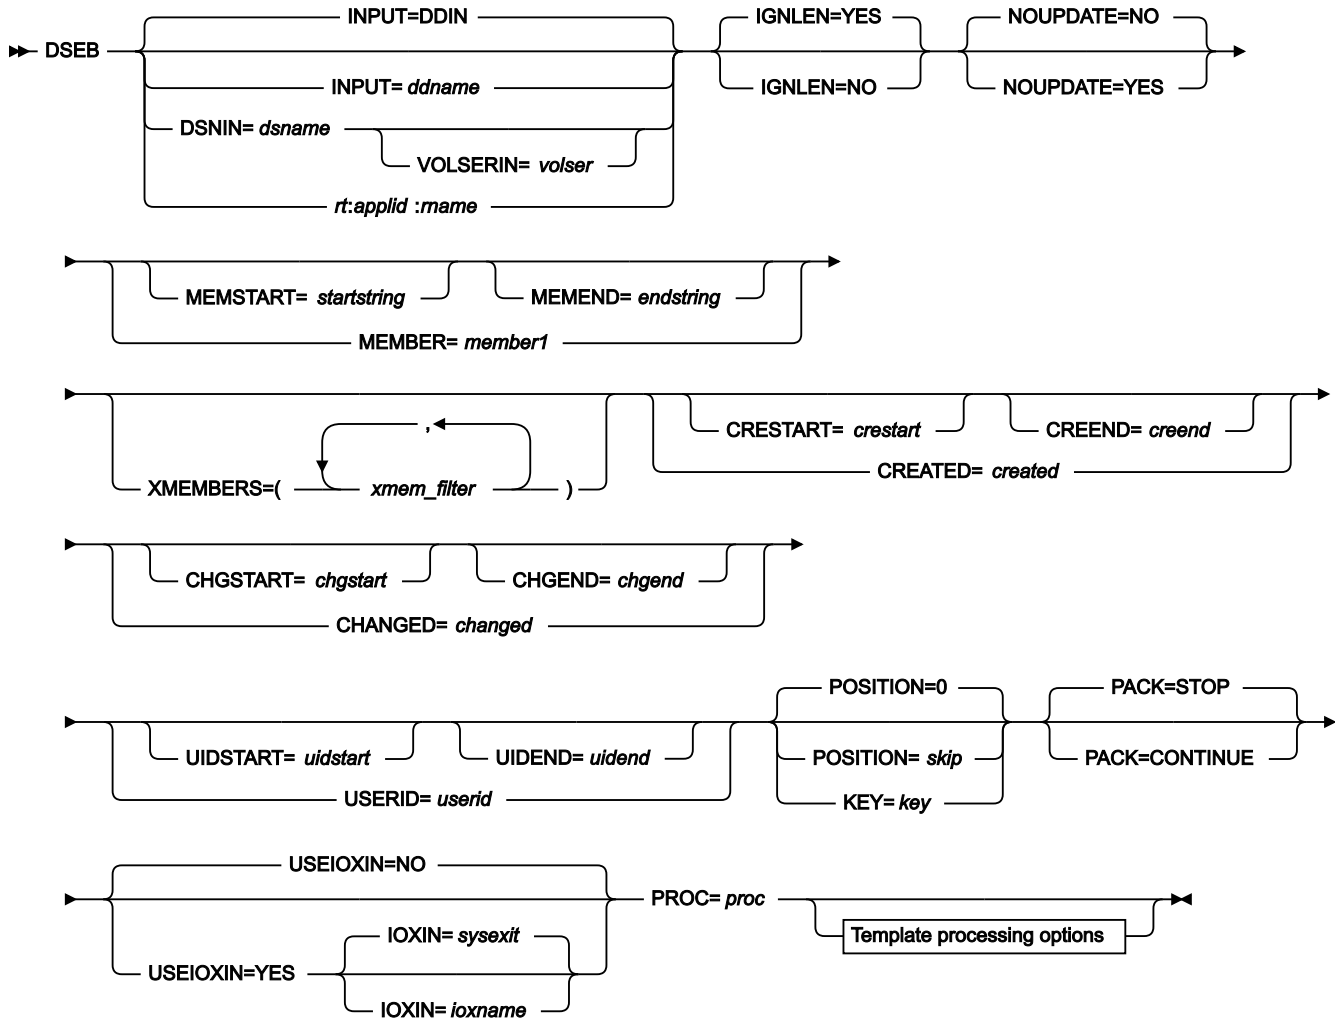 INPUT=DDIN
IGNLEN=YES
NOUPDATE=NO
DSEB
INPUT= ddname
IGNLEN=NO
NOUPDATE=YES
DSNIN= dsname
VOLSERIN= volser
rt:applid :rname
MEMSTART= startstring
MEMEND= endstring
MEMBER= member1
,
CRESTART= crestart
CREEND= creend
CREATED= created
XMEMBERS=( xmem_filter )
CHGSTART= chgstart
CHGEND= chgend
CHANGED= changed
POSITION=0
PACK=STOP
UIDSTART= uidstart
UIDEND= uidend
POSITION= skip
PACK=CONTINUE
USERID= userid
KEY= key
USEIOXIN=NO
PROC= proc
IOXIN= sysexit
Template processing options
USEIOXIN=YES
IOXIN= ioxname